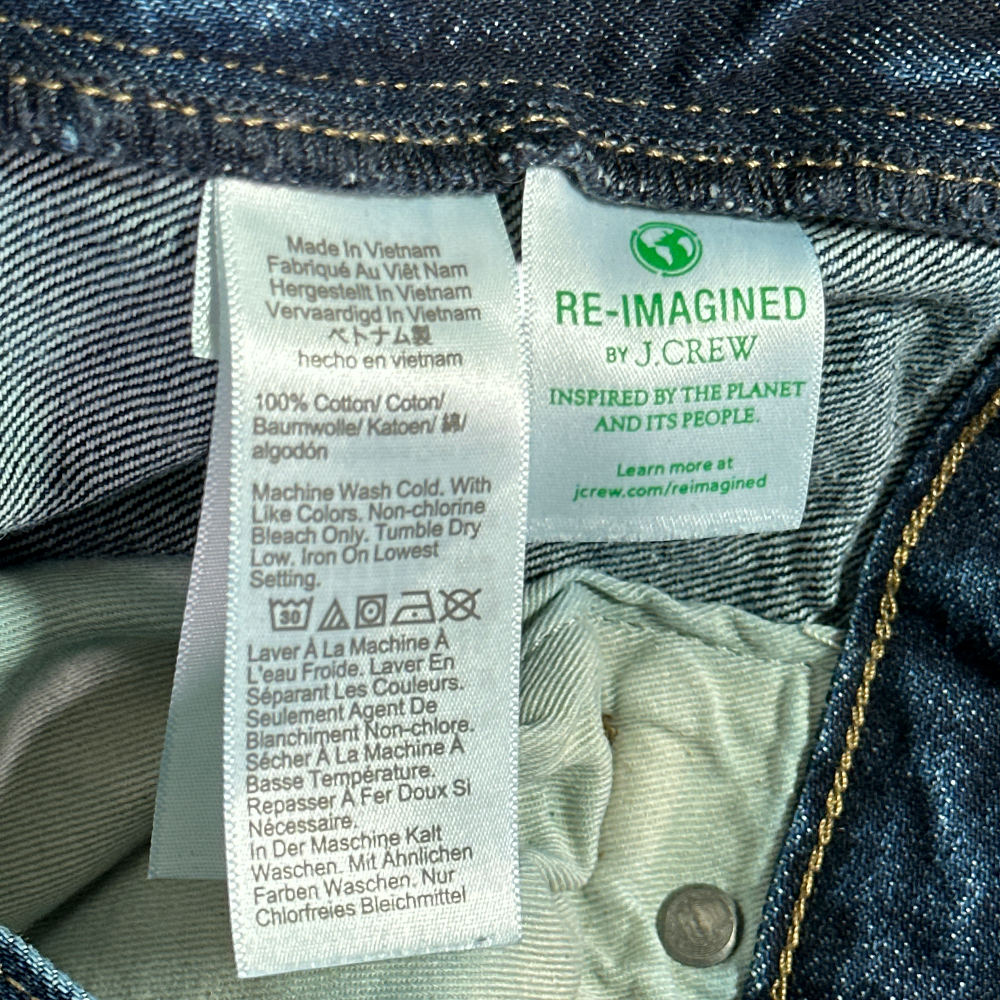 Made In Vietnam
Fabriqué Au Viêt Nam
Hergestellt In Vietnam
Vervaardigd In Vietnam
ベトナム製
hecho en vietnam
100% Cotton/ Coton/
Baumwolle/ Katoen/ 綿/
algodón
Machine Wash Cold. With
Like Colors. Non-chlorine
Bleach Only. Tumble Dry
Low. Iron On Lowest
Setting.
30
Laver À La Machine À
L'eau Froide. Laver En
Séparant Les Couleurs.
Seulement Agent De
Blanchiment Non-chlore.
Sécher À La Machine À
Basse Température.
Repasser À Fer Doux Si
Nécessaire.
In Der Maschine Kalt
Waschen. Mit Ähnlichen
Farben Waschen. Nur
Chlorfreies Bleichmittel
RE-IMAGINED
BY J.CREW
INSPIRED BY THE PLANET
AND ITS PEOPLE.
Learn more at
jcrew.com/reimagined